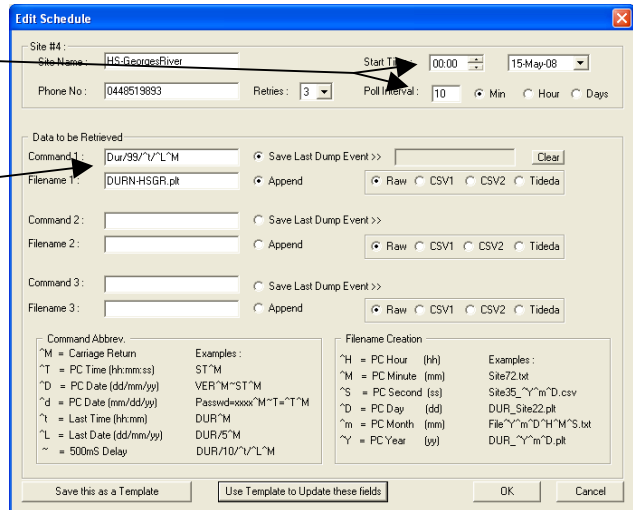 Edit Schedule
Site #4 :
Site Name : HS-GeorgesRiver
Start Ti 00:00 15-May-08
Phone No : 0448519893 Retries : 3 Poll Interval : 10 Min Hour Days
Data to be Retrieved
Command 1 : Dur/99/^t/^L^M Save Last Dump Event >> Clear
Filename 1 : DURN-HSGR.plt Append Raw CSV1 CSV2 Tideda
Command 2 : Save Last Dump Event >>
Filename 2 : Append Raw CSV1 CSV2 Tideda
Command 3 : Save Last Dump Event >>
Filename 3 : Append Raw CSV1 CSV2 Tideda
Command Abbrev.
^M = Carriage Return Examples :
^T = PC Time (hh:mm:ss) ST^M
^D = PC Date (dd/mm/yy) VER^M~ST^M
^d = PC Date (mm/dd/yy) Passwd=xxxx^M~T=^T^M
^t = Last Time (hh:mm) DUR^M
^L = Last Date (dd/mm/yy) DUR/5^M
~ = 500mS Delay DUR/10/^t/^L^M
Filename Creation
^H = PC Hour (hh) Examples :
^M = PC Minute (mm) Site72.txt
^S = PC Second (ss) Site35_^Y^m^D.csv
^D = PC Day (dd) DUR_Site22.plt
^m = PC Month (mm) File^Y^m^D^H^M^S.txt
^Y = PC Year (yy) DUR_^Y^m^D.plt
Save this as a Template Use Template to Update these fields OK Cancel